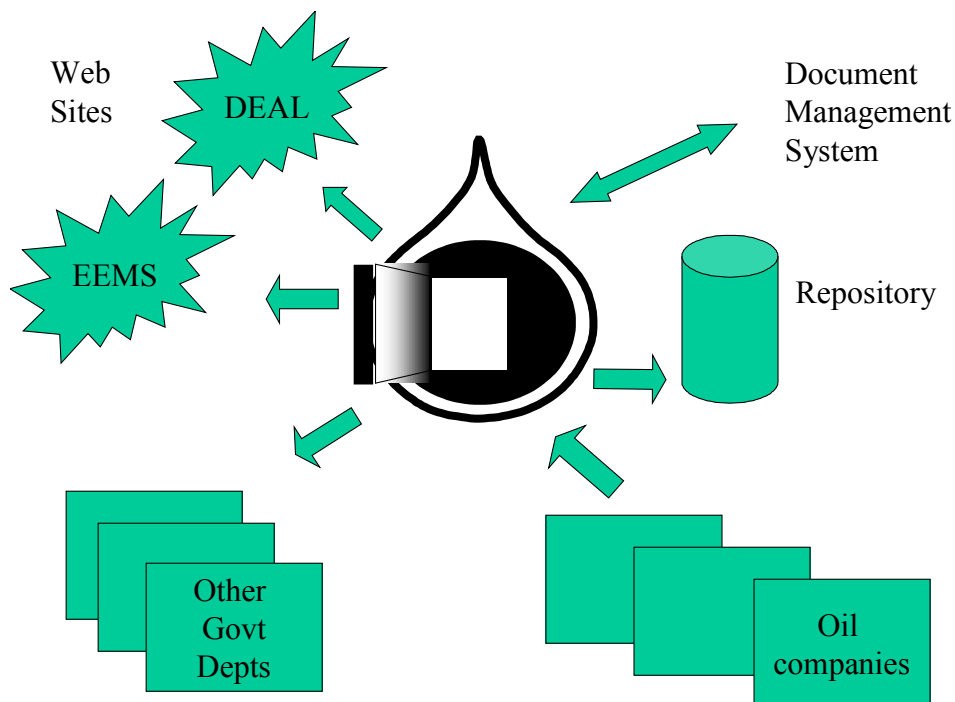 Web
Sites
DEAL
EEMS
Document
Management
System
Repository
Other
Govt
Depts
Oil
companies